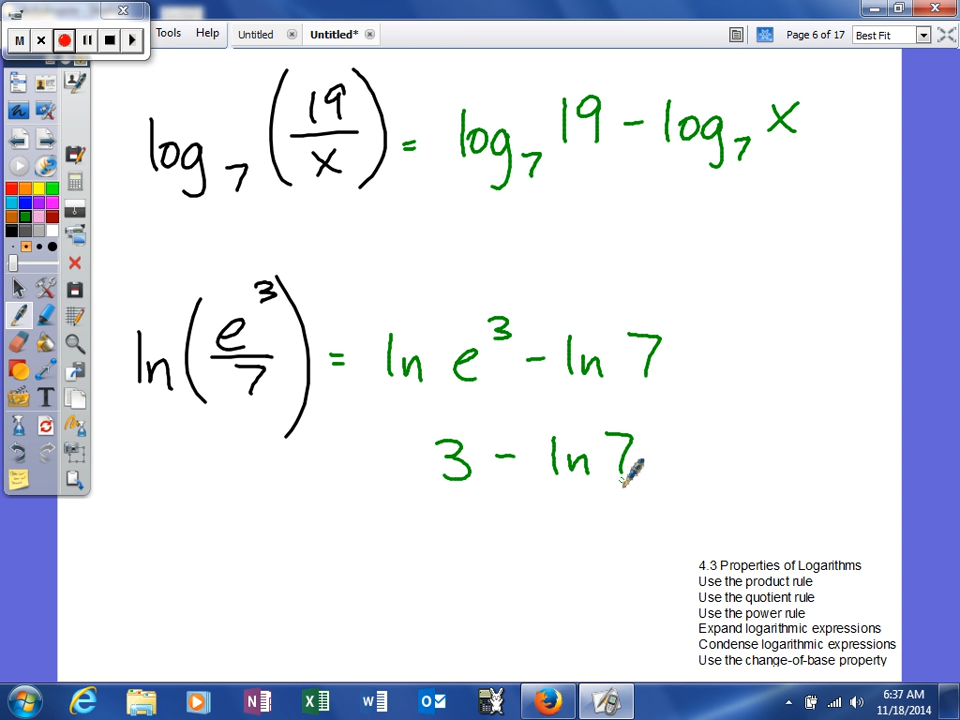 M
Tools Help Untitled Untitled* Page 6 of 17 Best Fit
log₇ (19/x) = log₇ 19 - log₇ x
ln(e³/7) = ln e³ - ln 7
3 - ln 7
4.3 Properties of Logarithms
Use the product rule
Use the quotient rule
Use the power rule
Expand logarithmic expressions
Condense logarithmic expressions
Use the change-of-base property
6:37 AM
11/18/2014